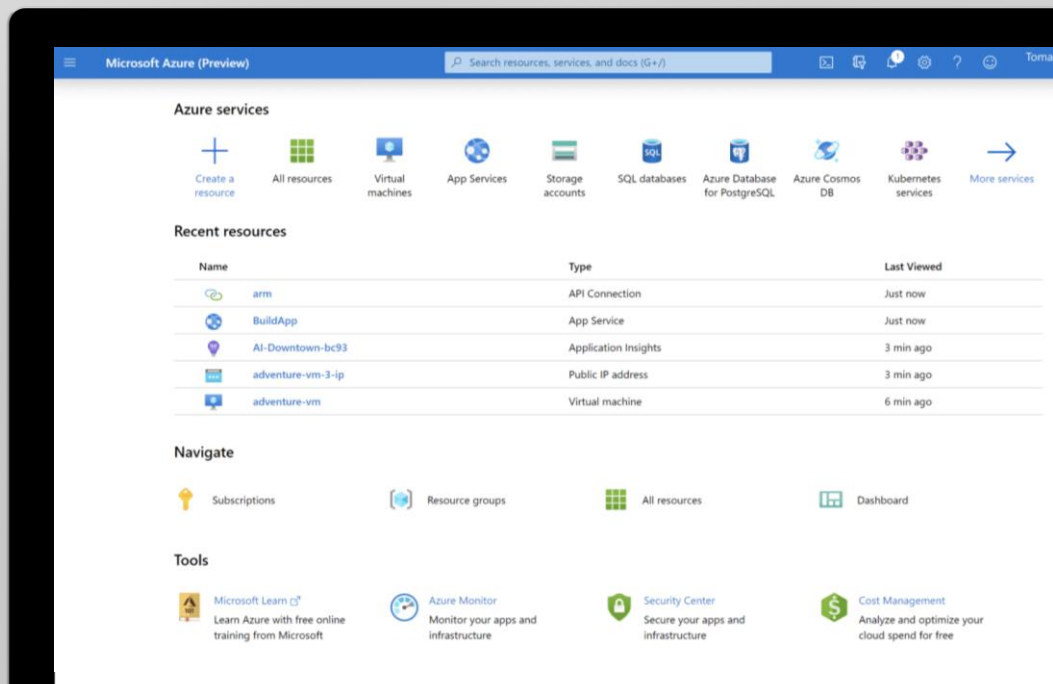 Microsoft Azure (Preview)
Search resources, services, and docs (G+/)
1
Toma
Azure services
Create a resource
All resources
Virtual machines
App Services
Storage accounts
SQL
SQL databases
Azure Database for PostgreSQL
Azure Cosmos DB
Kubernetes services
More services
Recent resources
Name Type Last Viewed
arm API Connection Just now
BuildApp App Service Just now
AI-Downtown-bc93 Application Insights 3 min ago
adventure-vm-3-ip Public IP address 3 min ago
adventure-vm Virtual machine 6 min ago
Navigate
Subscriptions
Resource groups
All resources
Dashboard
Tools
Microsoft Learn
Learn Azure with free online
training from Microsoft
Azure Monitor
Monitor your apps and
infrastructure
Security Center
Secure your apps and
infrastructure
Cost Management
Analyze and optimize your
cloud spend for free